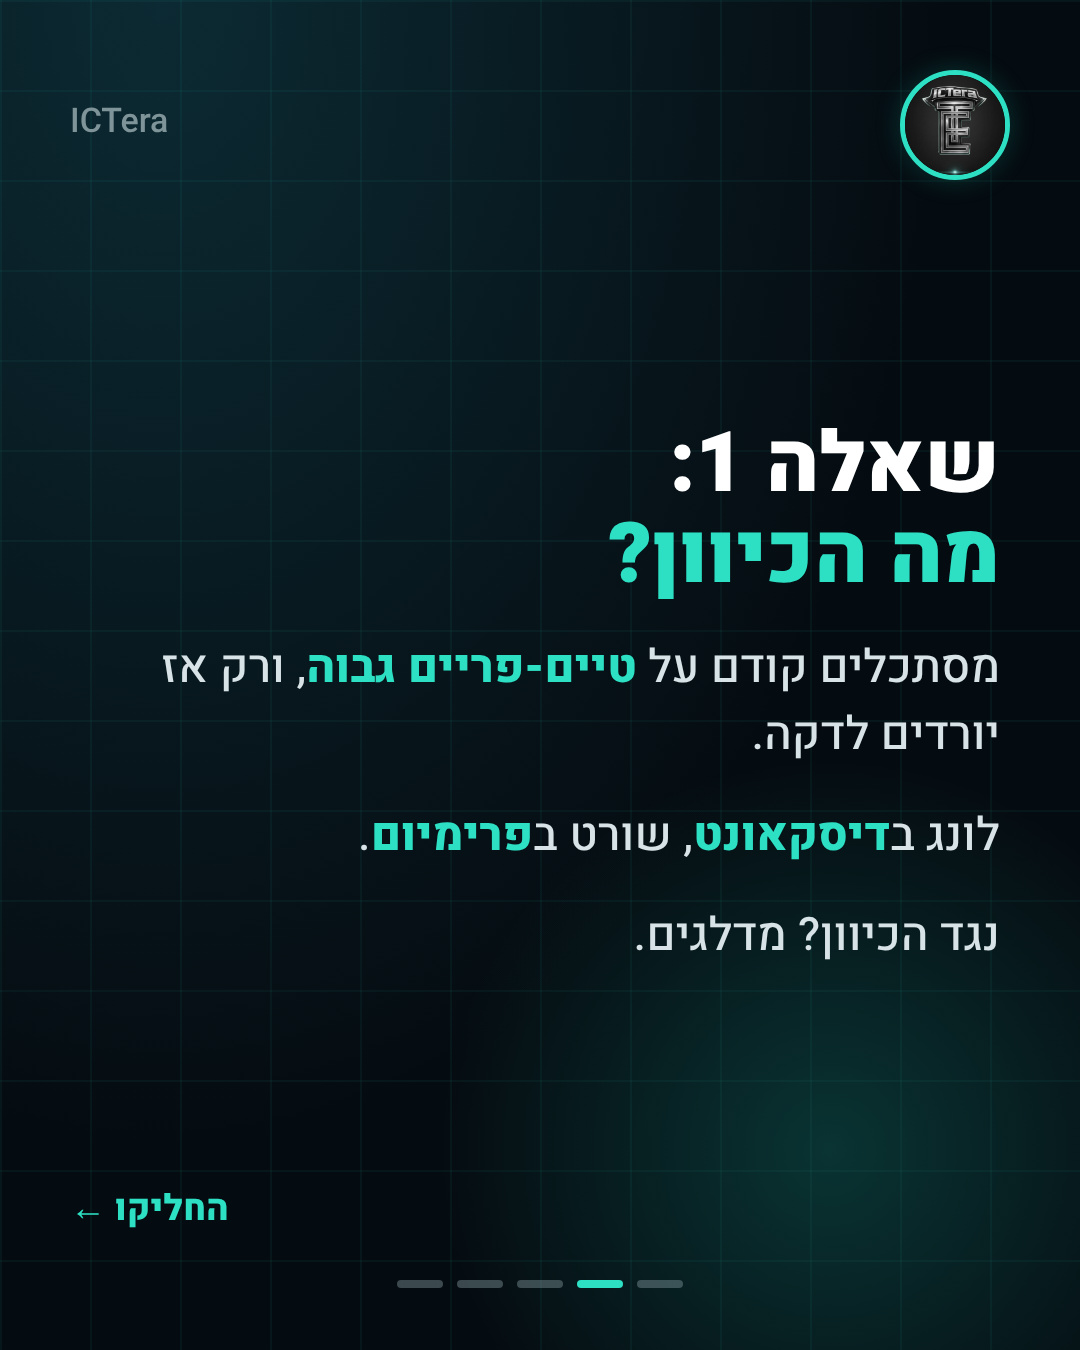 ICTera
ICTera
שאלה 1:
מה הכיוון?
מסתכלים קודם על טיים-פריים גבוה, ורק אז
יורדים לדקה.
לונג בדיסקאונט, שורט בפרימיום.
נגד הכיוון? מדלגים.
החליקו ←